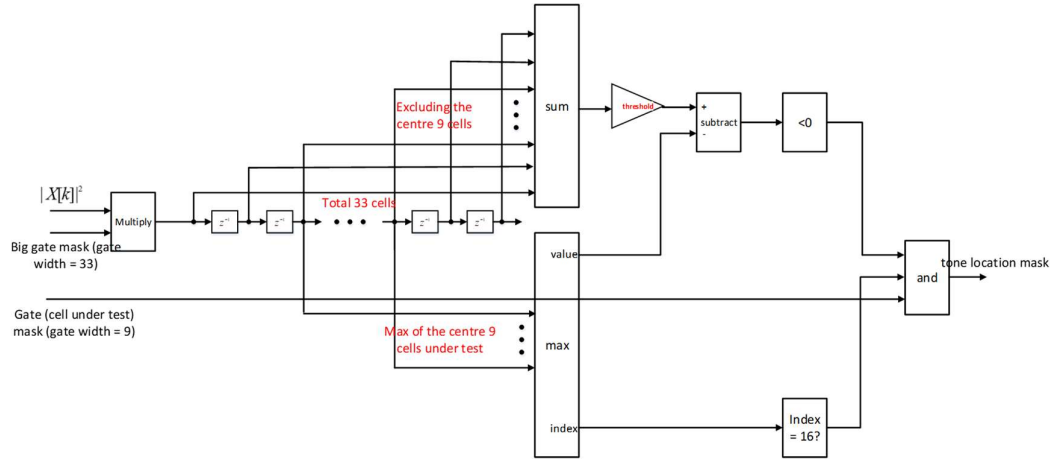 sum
Excluding the
centre 9 cells
threshold
+
subtract
-
<0
|X[k]|²
Multiply
Total 33 cells
z⁻¹
z⁻¹
z⁻¹
z⁻¹
Big gate mask (gate
width = 33)
value
and
tone location mask
Gate (cell under test)
mask (gate width = 9)
Max of the centre 9
cells under test
max
index
Index
= 16?